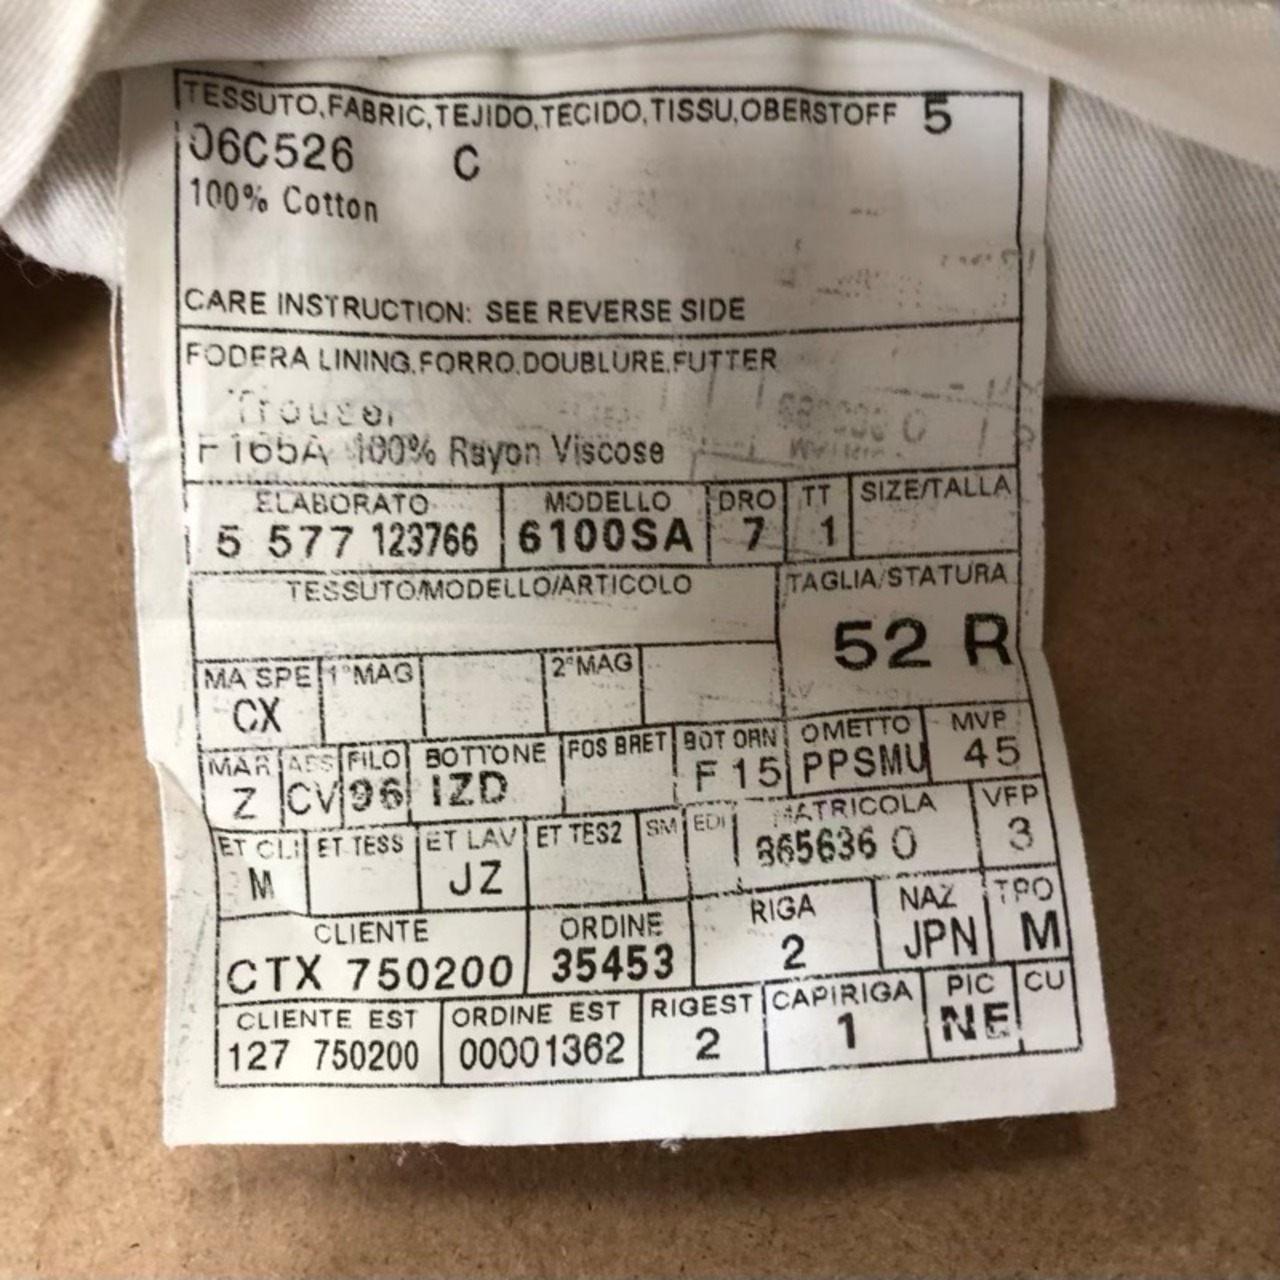 TESSUTO,FABRIC,TEJIDO,TECIDO,TISSU,OBERSTOFF 5
06C526 C
100% Cotton
CARE INSTRUCTION: SEE REVERSE SIDE
FODERA LINING,FORRO,DOUBLURE,FUTTER
Trouser
F165A 100% Rayon Viscose
ELABORATO MODELLO DRO TT SIZE/TALLA
5 577 123766 6100SA 7 1
TESSUTO/MODELLO/ARTICOLO TAGLIA/STATURA
52 R
MA SPE 1°MAG 2°MAG
CX
MAR ASS FILO BOTTONE FOS BRET BOT ORN OMETTO MVP
Z CV 96 IZD F 15 PPSMU 45
ET CLI ET TESS ET LAV ET TES2 SM EDI MATRICOLA VFP
M JZ 865636 0 3
CLIENTE ORDINE RIGA NAZ TPO
CTX 750200 35453 2 JPN M
CLIENTE EST ORDINE EST RIGEST CAPIRIGA PIC CU
127 750200 00001362 2 1 NE